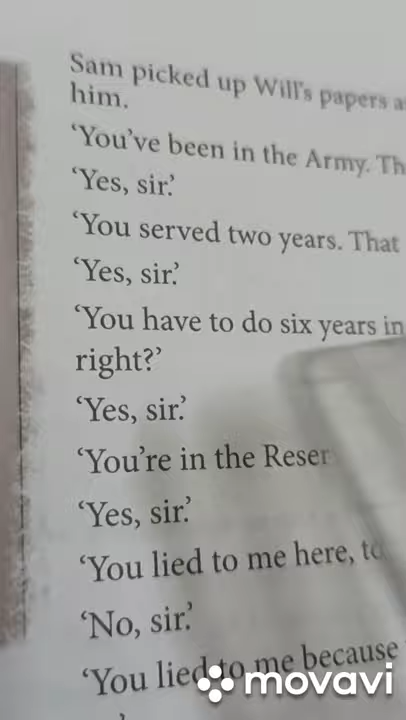 Sam picked up Will's papers
him.
'You've been in the Army.
'Yes, sir.'
'You served two years. That
'Yes, sir.'
'You have to do six years in
right?'
'Yes, sir.'
'You're in the
'Yes, sir.'
'You lied to me here,
'No, sir.'
'You lied to me because
movavi